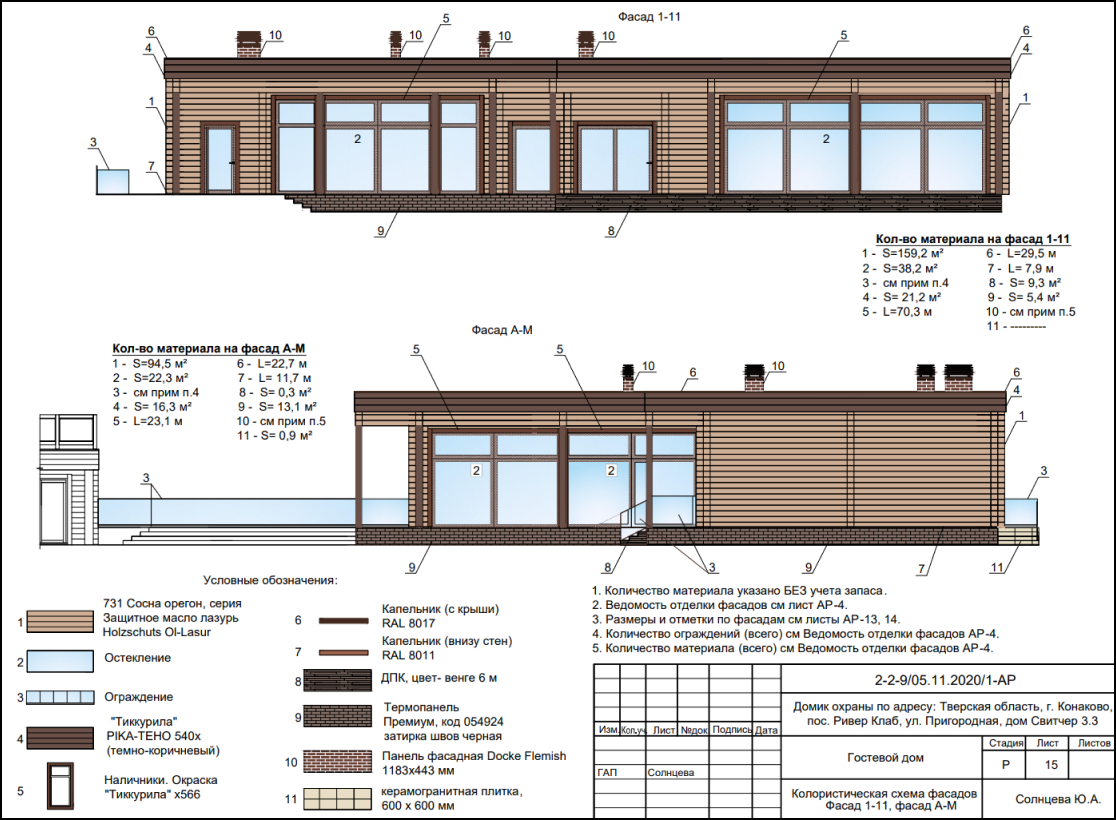 Фасад 1-11
5
6
10
10
10
10
5
6
4
4
1
1
2
2
3
7
9
8
Кол-во материала на фасад 1-11
1 - S=159,2 м² 6 - L=29,5 м
2 - S=38,2 м² 7 - L= 7,9 м
3 - см прим п.4 8 - S= 9,3 м²
4 - S= 21,2 м² 9 - S= 5,4 м²
5 - L=70,3 м 10 - см прим п.5
11 - ---------
Фасад А-М
Кол-во материала на фасад А-М
1 - S=94,5 м² 6 - L=22,7 м
2 - S=22,3 м² 7 - L= 11,7 м
3 - см прим п.4 8 - S= 0,3 м²
4 - S= 16,3 м² 9 - S= 13,1 м²
5 - L=23,1 м 10 - см прим п.5
11 - S= 0,9 м²
5
5
10
6
10
6
4
1
2
2
3
3
9
8
3
9
7
11
Условные обозначения:
1
731 Сосна орегон, серия
Защитное масло лазурь
Holzschuts Ol-Lasur
2
Остекление
3
Ограждение
4
"Тиккурила"
PIKA-TEHO 540x
(темно-коричневый)
5
Наличники. Окраска
"Тиккурила" x566
6
Капельник (с крыши)
RAL 8017
7
Капельник (внизу стен)
RAL 8011
8
ДПК, цвет- венге 6 м
9
Термопанель
Премиум, код 054924
затирка швов черная
10
Панель фасадная Docke Flemish
1183х443 мм
11
керамогранитная плитка,
600 х 600 мм
1. Количество материала указано БЕЗ учета запаса.
2. Ведомость отделки фасадов см лист АР-4.
3. Размеры и отметки по фасадам см листы АР-13, 14.
4. Количество ограждений (всего) см Ведомость отделки фасадов АР-4.
5. Количество материала (всего) см Ведомость отделки фасадов АР-4.
2-2-9/05.11.2020/1-АР
Домик охраны по адресу: Тверская область, г. Конаково,
пос. Ривер Клаб, ул. Пригородная, дом Свитчер 3.3
Изм. Кол.уч. Лист №док Подпись Дата
Гостевой дом
Стадия Лист Листов
Р 15
ГАП Солнцева
Колористическая схема фасадов
Фасад 1-11, фасад А-М
Солнцева Ю.А.